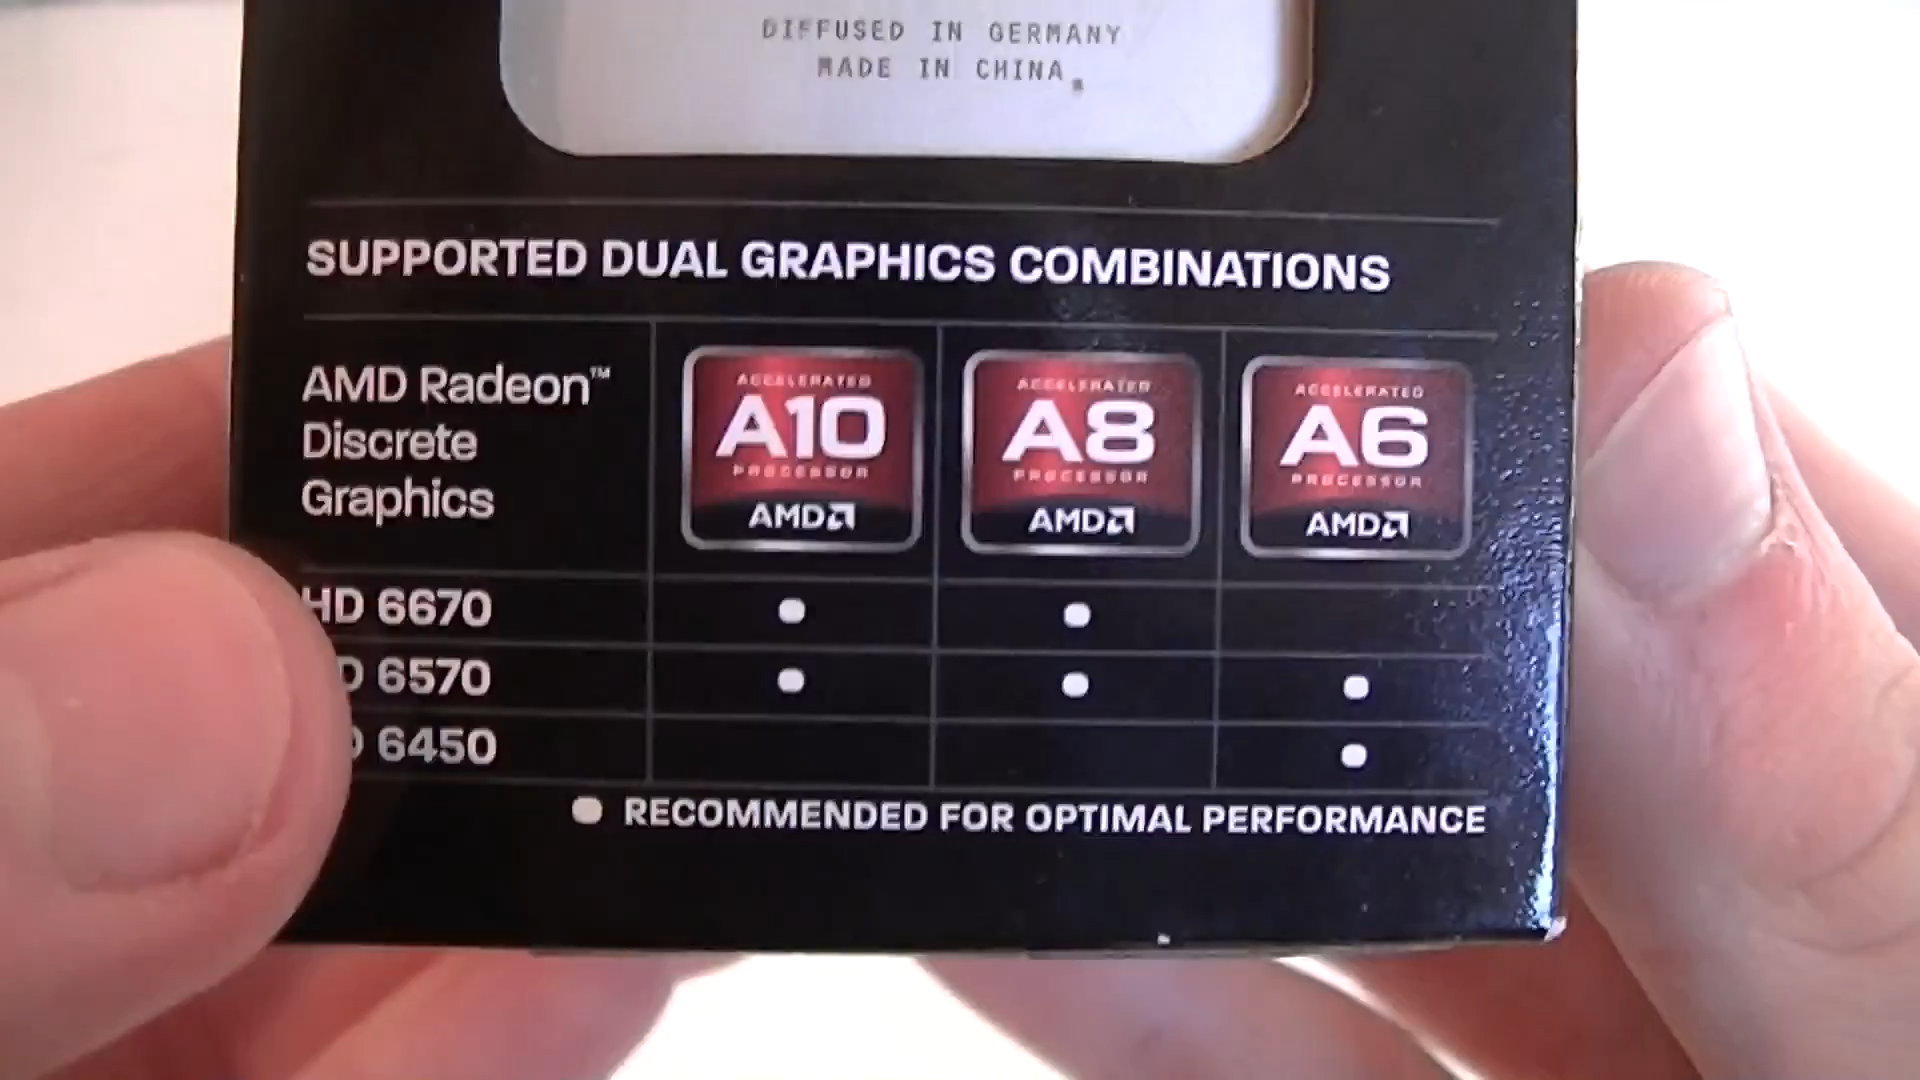 DIFFUSED IN GERMANY
MADE IN CHINA
SUPPORTED DUAL GRAPHICS COMBINATIONS
AMD Radeon™
Discrete
Graphics
ACCELERATED
A10
PROCESSOR
AMD
ACCELERATED
A8
PROCESSOR
AMD
ACCELERATED
A6
PROCESSOR
AMD
HD 6670
D 6570
D 6450
RECOMMENDED FOR OPTIMAL PERFORMANCE